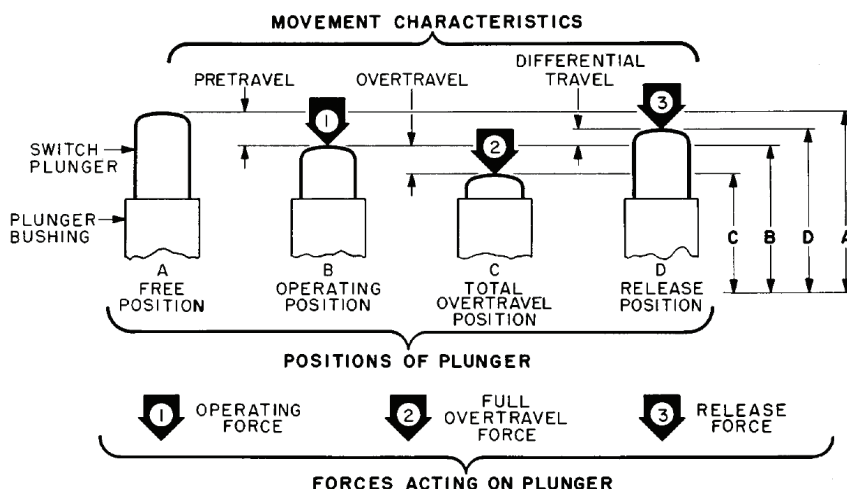 MOVEMENT CHARACTERISTICS
PRETRAVEL
OVERTRAVEL
DIFFERENTIAL
TRAVEL
1
2
3
SWITCH
PLUNGER
PLUNGER
BUSHING
C
B
D
A
A
FREE
POSITION
B
OPERATING
POSITION
C
TOTAL
OVERTRAVEL
POSITION
D
RELEASE
POSITION
POSITIONS OF PLUNGER
1 OPERATING
FORCE
2 FULL
OVERTRAVEL
FORCE
3 RELEASE
FORCE
FORCES ACTING ON PLUNGER